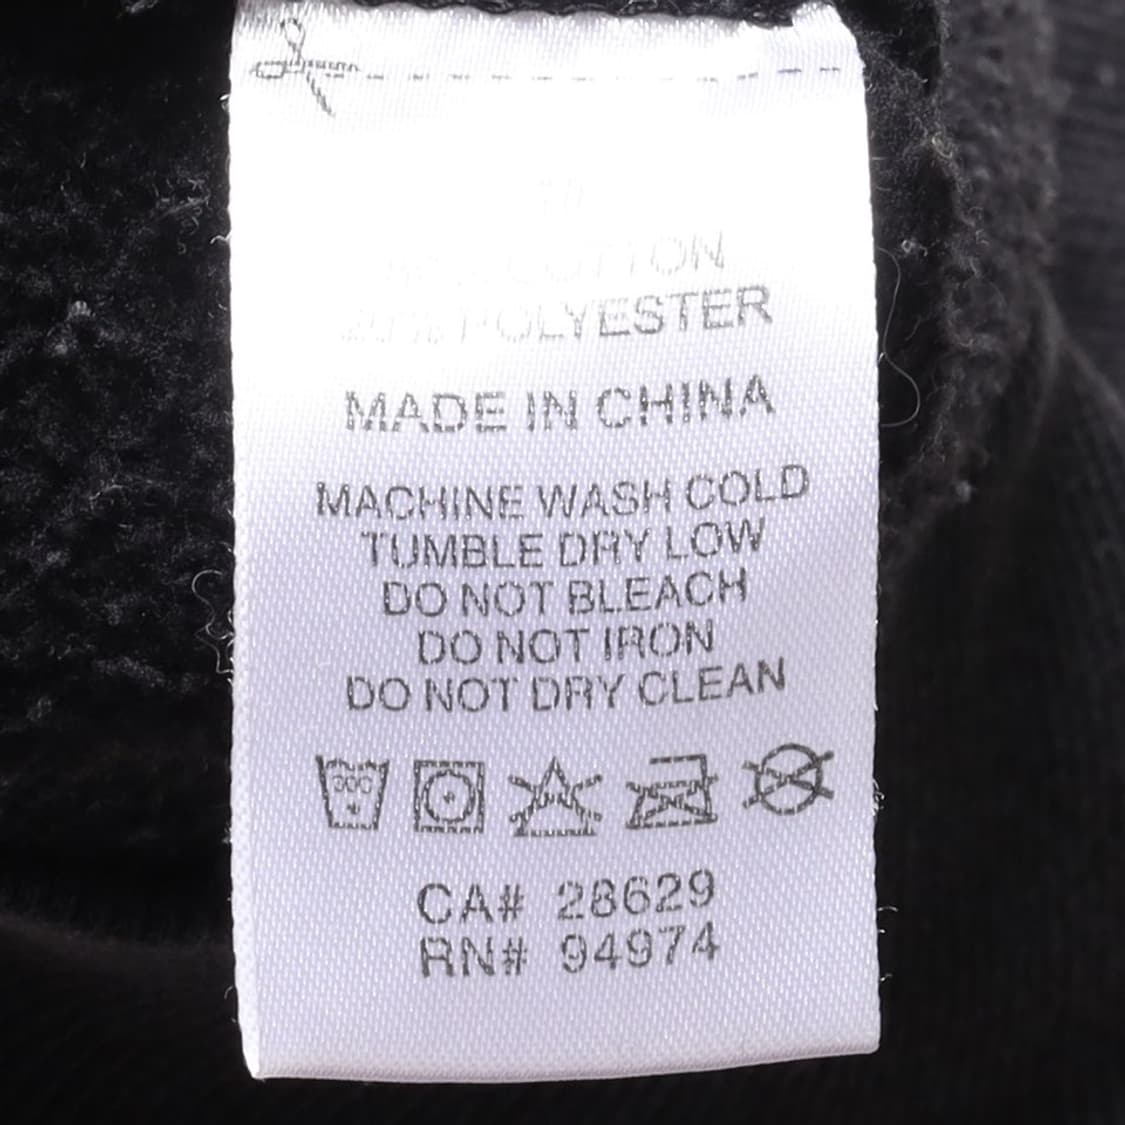 COTTON
POLYESTER
MADE IN CHINA
MACHINE WASH COLD
TUMBLE DRY LOW
DO NOT BLEACH
DO NOT IRON
DO NOT DRY CLEAN
CA# 28629
RN# 94974